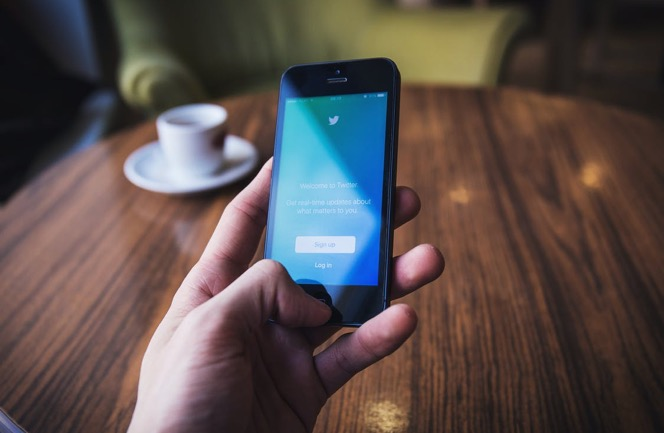 Welcome to Twitter.
Get real-time updates about
what matters to you.
Sign up
Log in